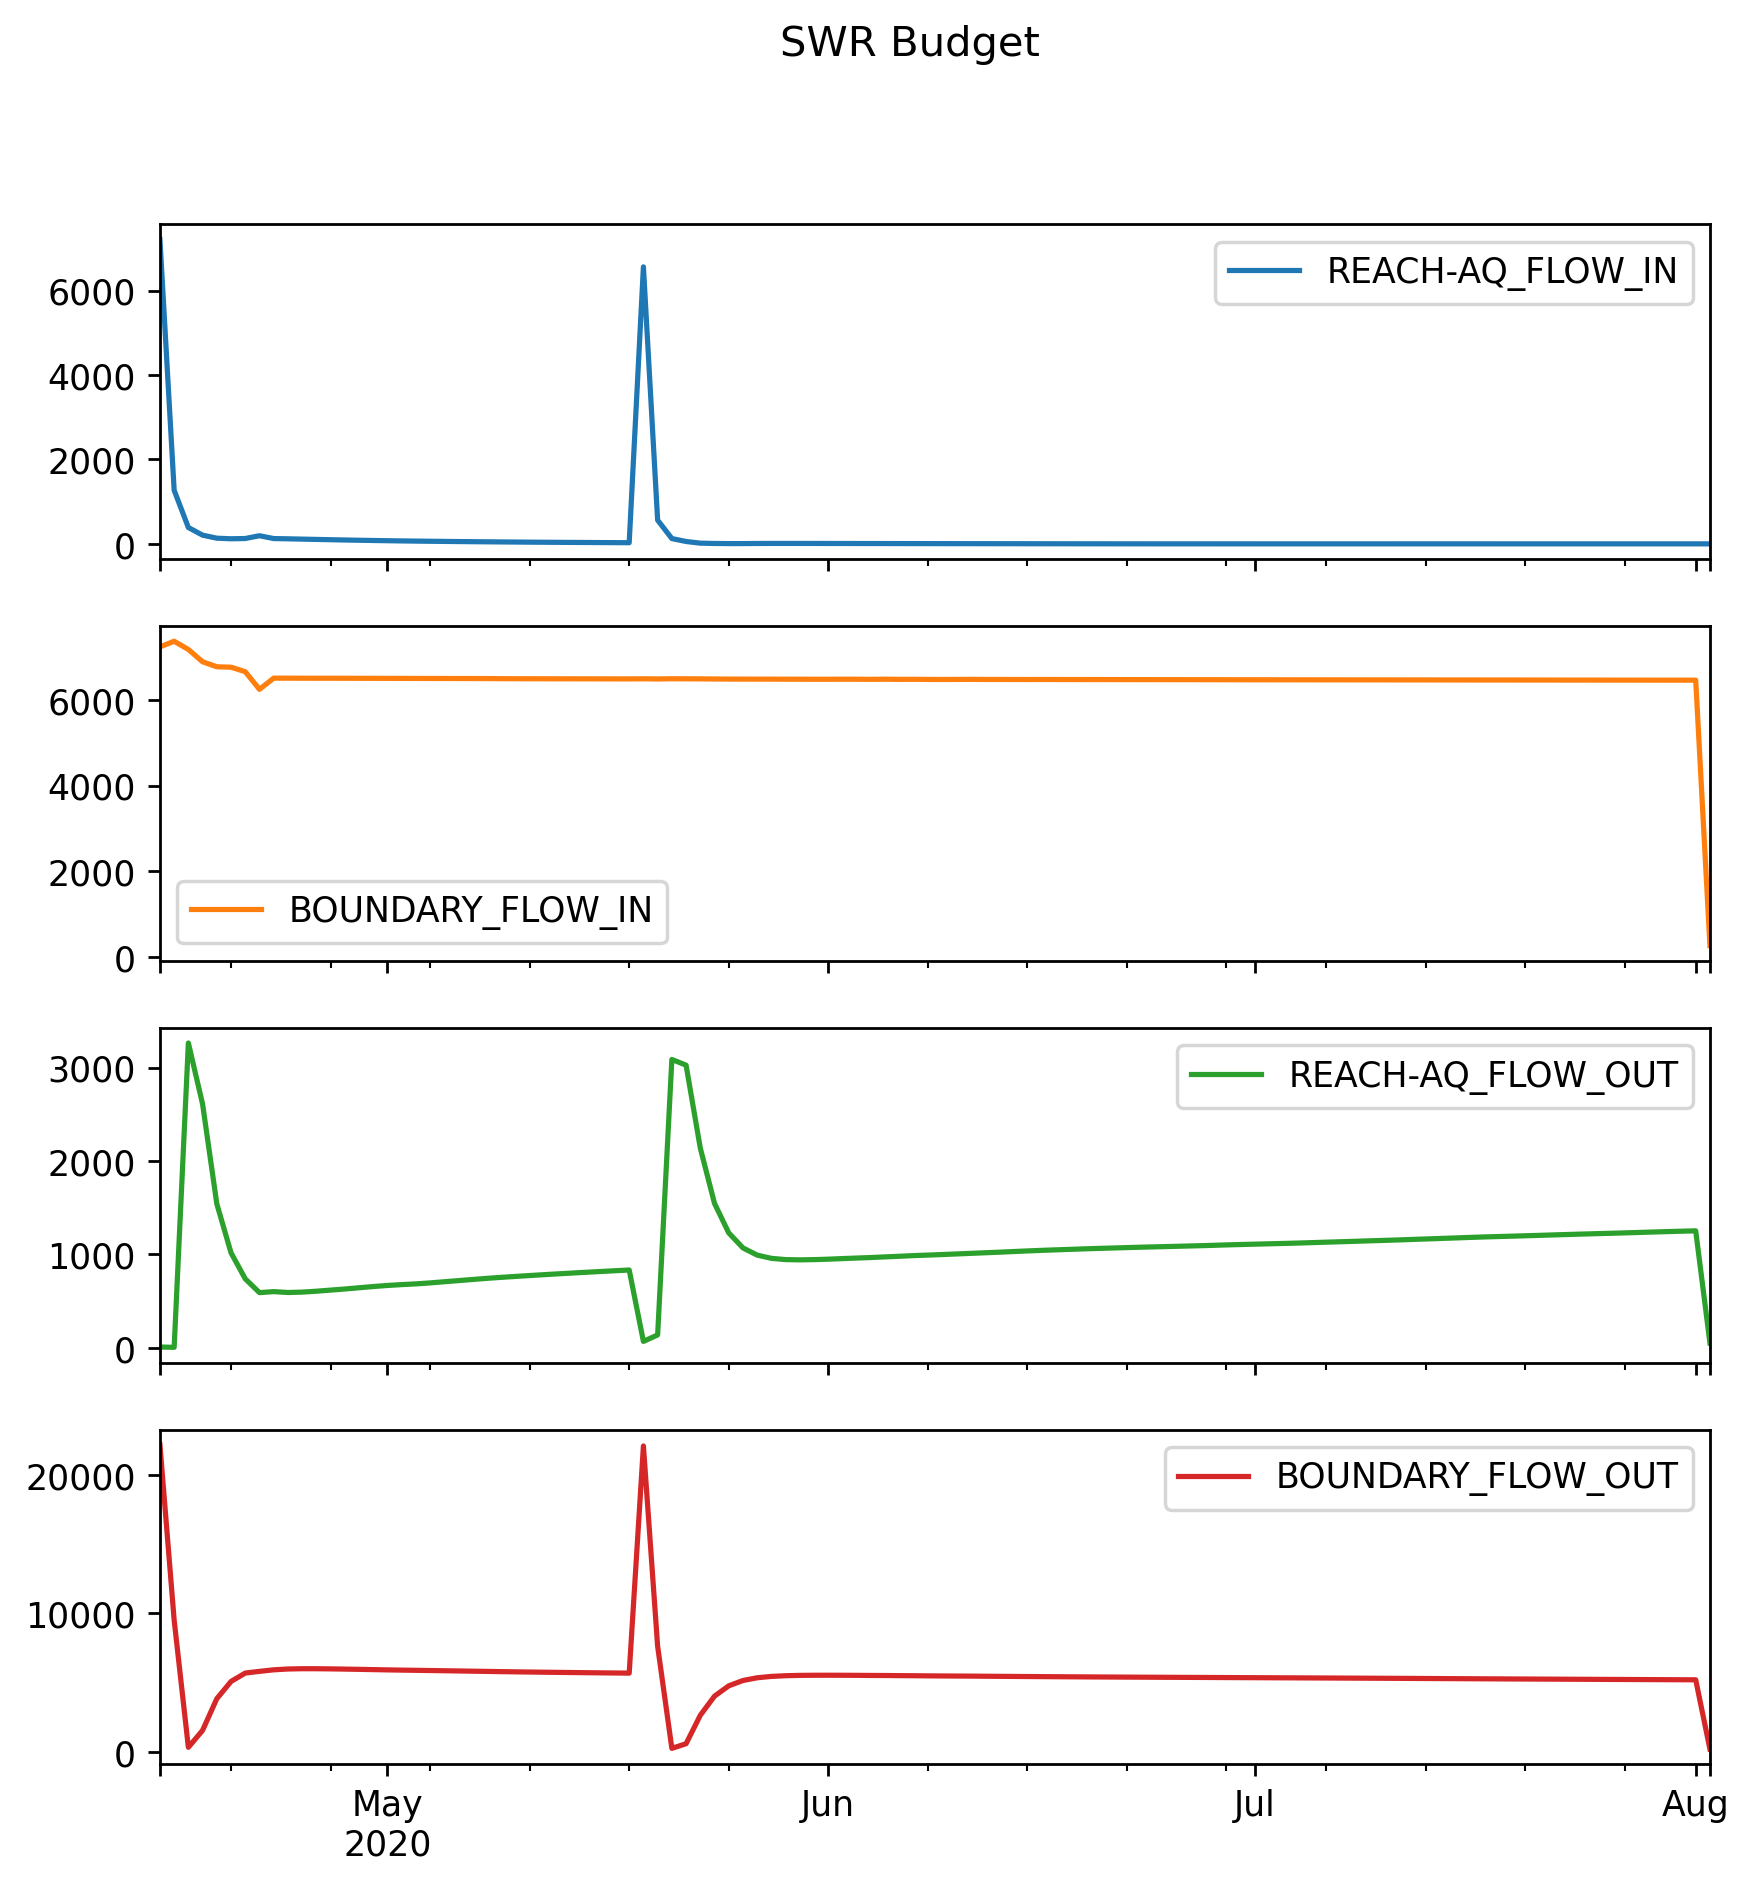 SWR Budget
6000
4000
2000
0
REACH-AQ_FLOW_IN
6000
4000
2000
0
BOUNDARY_FLOW_IN
3000
2000
1000
0
REACH-AQ_FLOW_OUT
20000
10000
0
BOUNDARY_FLOW_OUT
May Jun Jul Aug
2020